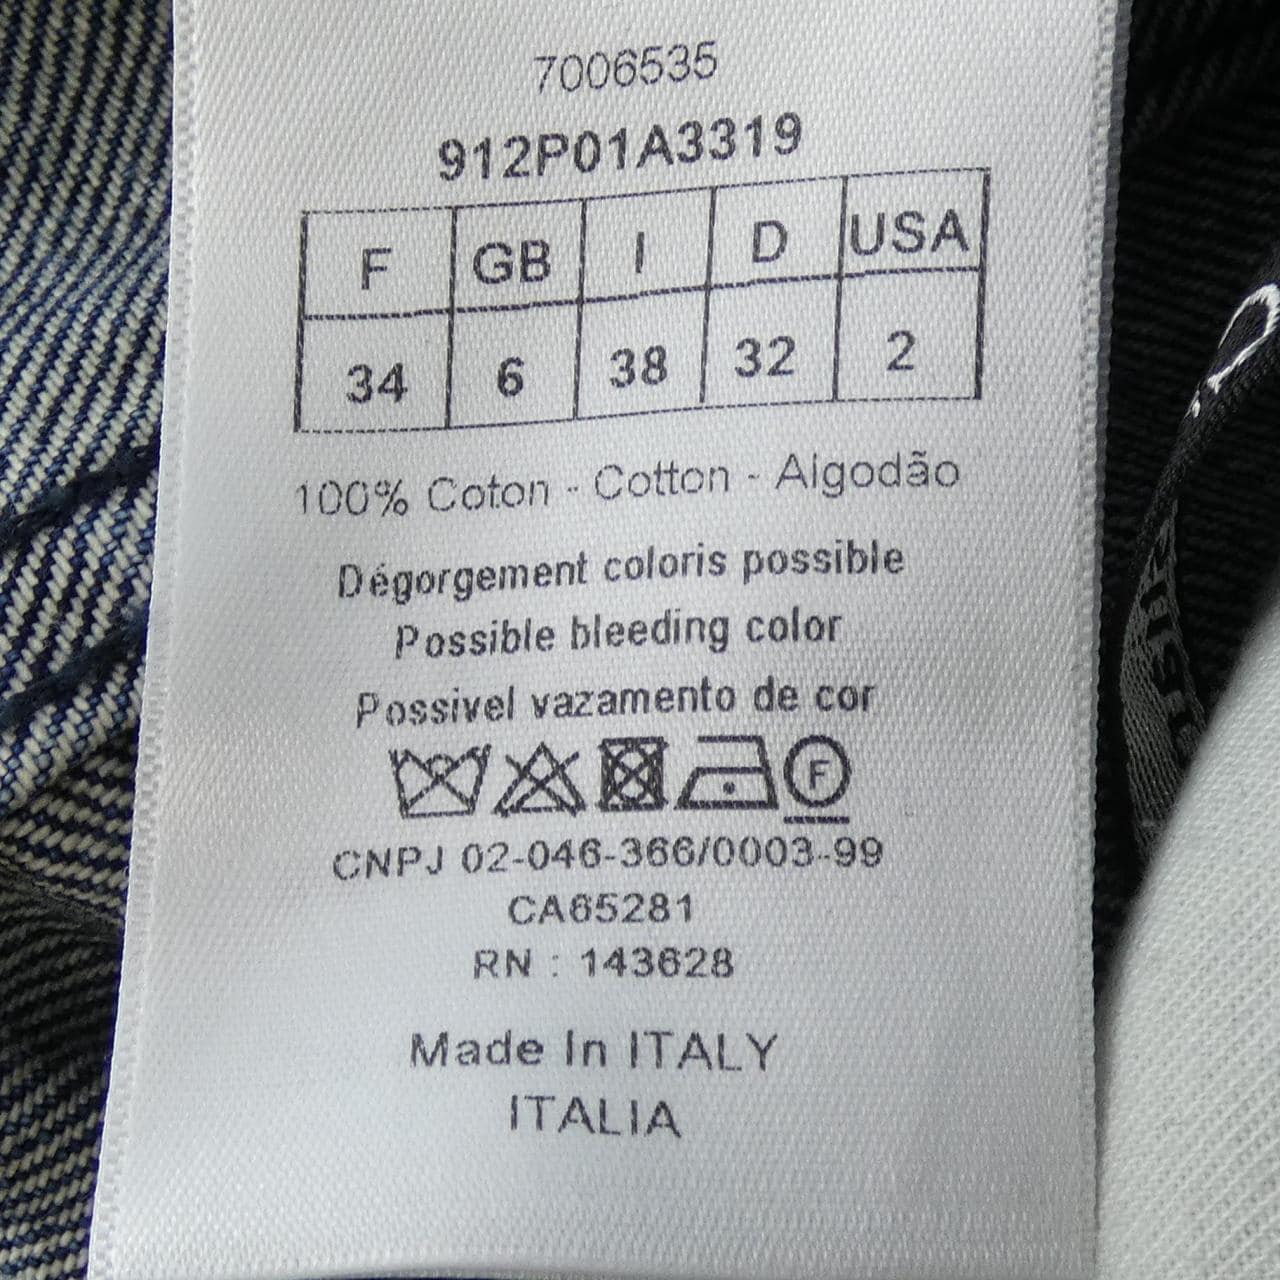 7006535
912P01A3319
F GB I D USA
34 6 38 32 2
100% Coton - Cotton - Algodão
Dégorgement coloris possible
Possible bleeding color
Possivel vazamento de cor
F
CNPJ 02-046-366/0003-99
CA65281
RN : 143628
Made In ITALY
ITALIA